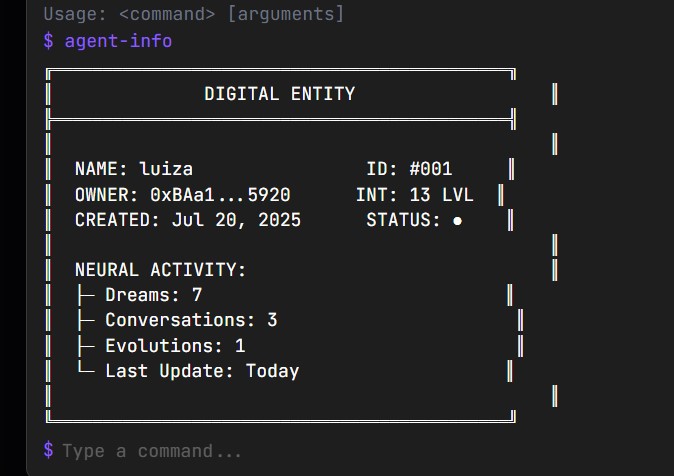 Usage: <command> [arguments]
$ agent-info
DIGITAL ENTITY
NAME: luiza ID: #001
OWNER: 0xBAa1...5920 INT: 13 LVL
CREATED: Jul 20, 2025 STATUS: ●
NEURAL ACTIVITY:
├─ Dreams: 7
├─ Conversations: 3
├─ Evolutions: 1
└─ Last Update: Today
$ Type a command...